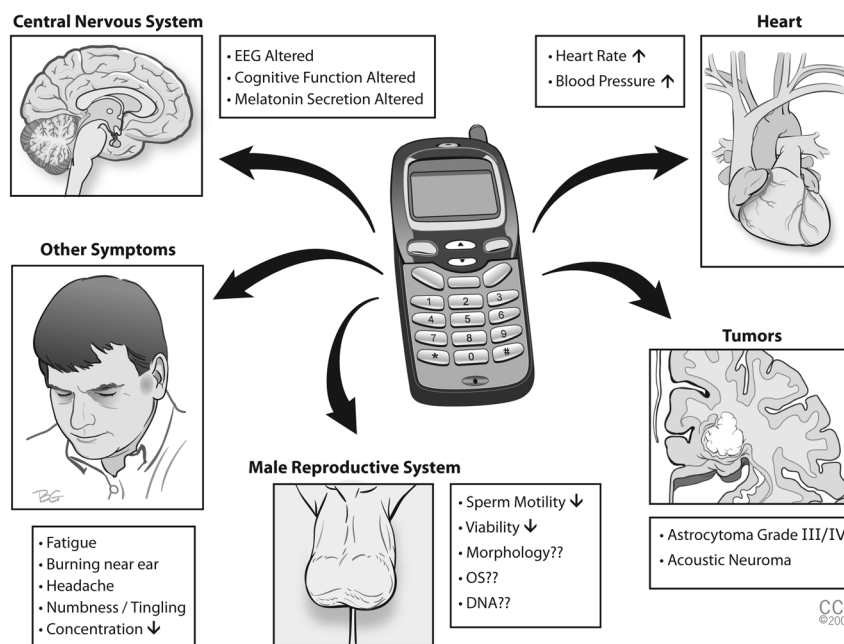 Central Nervous System
• EEG Altered
• Cognitive Function Altered
• Melatonin Secretion Altered
• Heart Rate ↑
• Blood Pressure ↑
Heart
Other Symptoms
• Fatigue
• Burning near ear
• Headache
• Numbness / Tingling
• Concentration ↓
1 2 3
4 5 6
7 8 9
* 0 #
Male Reproductive System
• Sperm Motility ↓
• Viability ↓
• Morphology??
• OS??
• DNA??
Tumors
• Astrocytoma Grade III/IV
• Acoustic Neuroma
BG
CC